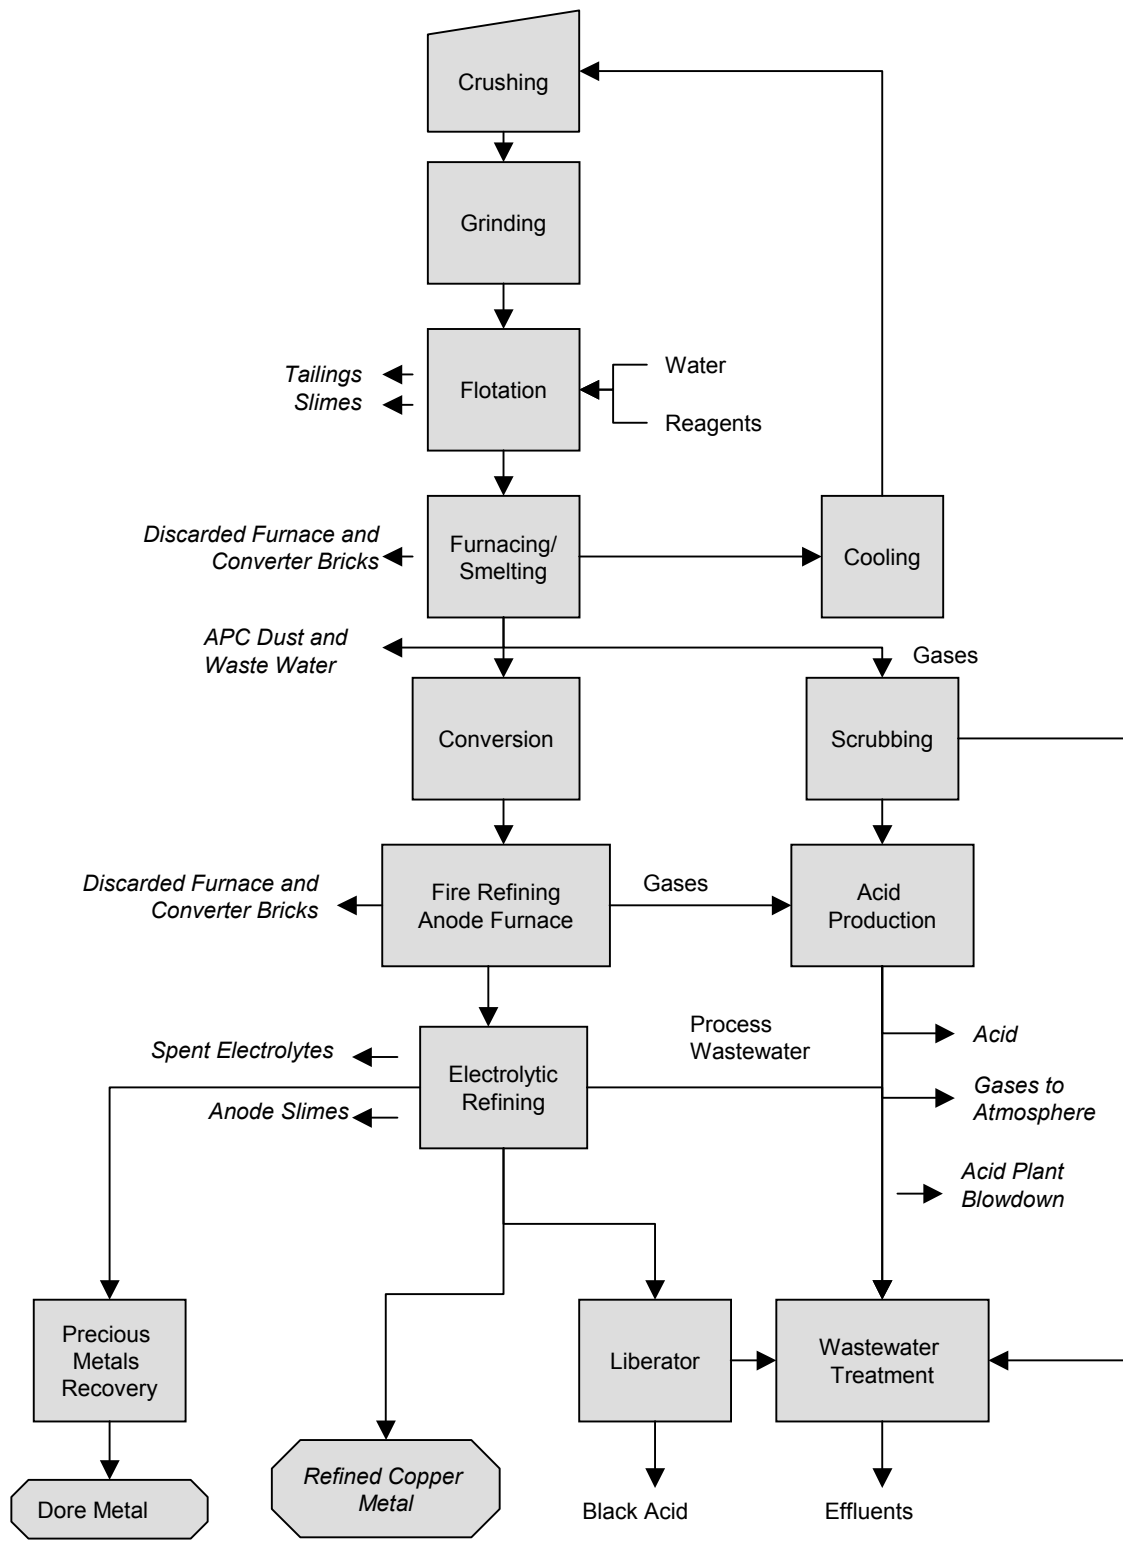 Crushing
Grinding
Tailings
Slimes
Flotation
Water
Reagents
Discarded Furnace and
Converter Bricks
Furnacing/
Smelting
Cooling
APC Dust and
Waste Water
Gases
Conversion
Scrubbing
Discarded Furnace and
Converter Bricks
Fire Refining
Anode Furnace
Gases
Acid
Production
Spent Electrolytes
Anode Slimes
Electrolytic
Refining
Process
Wastewater
Acid
Gases to
Atmosphere
Acid Plant
Blowdown
Precious
Metals
Recovery
Liberator
Wastewater
Treatment
Dore Metal
Refined Copper
Metal
Black Acid
Effluents